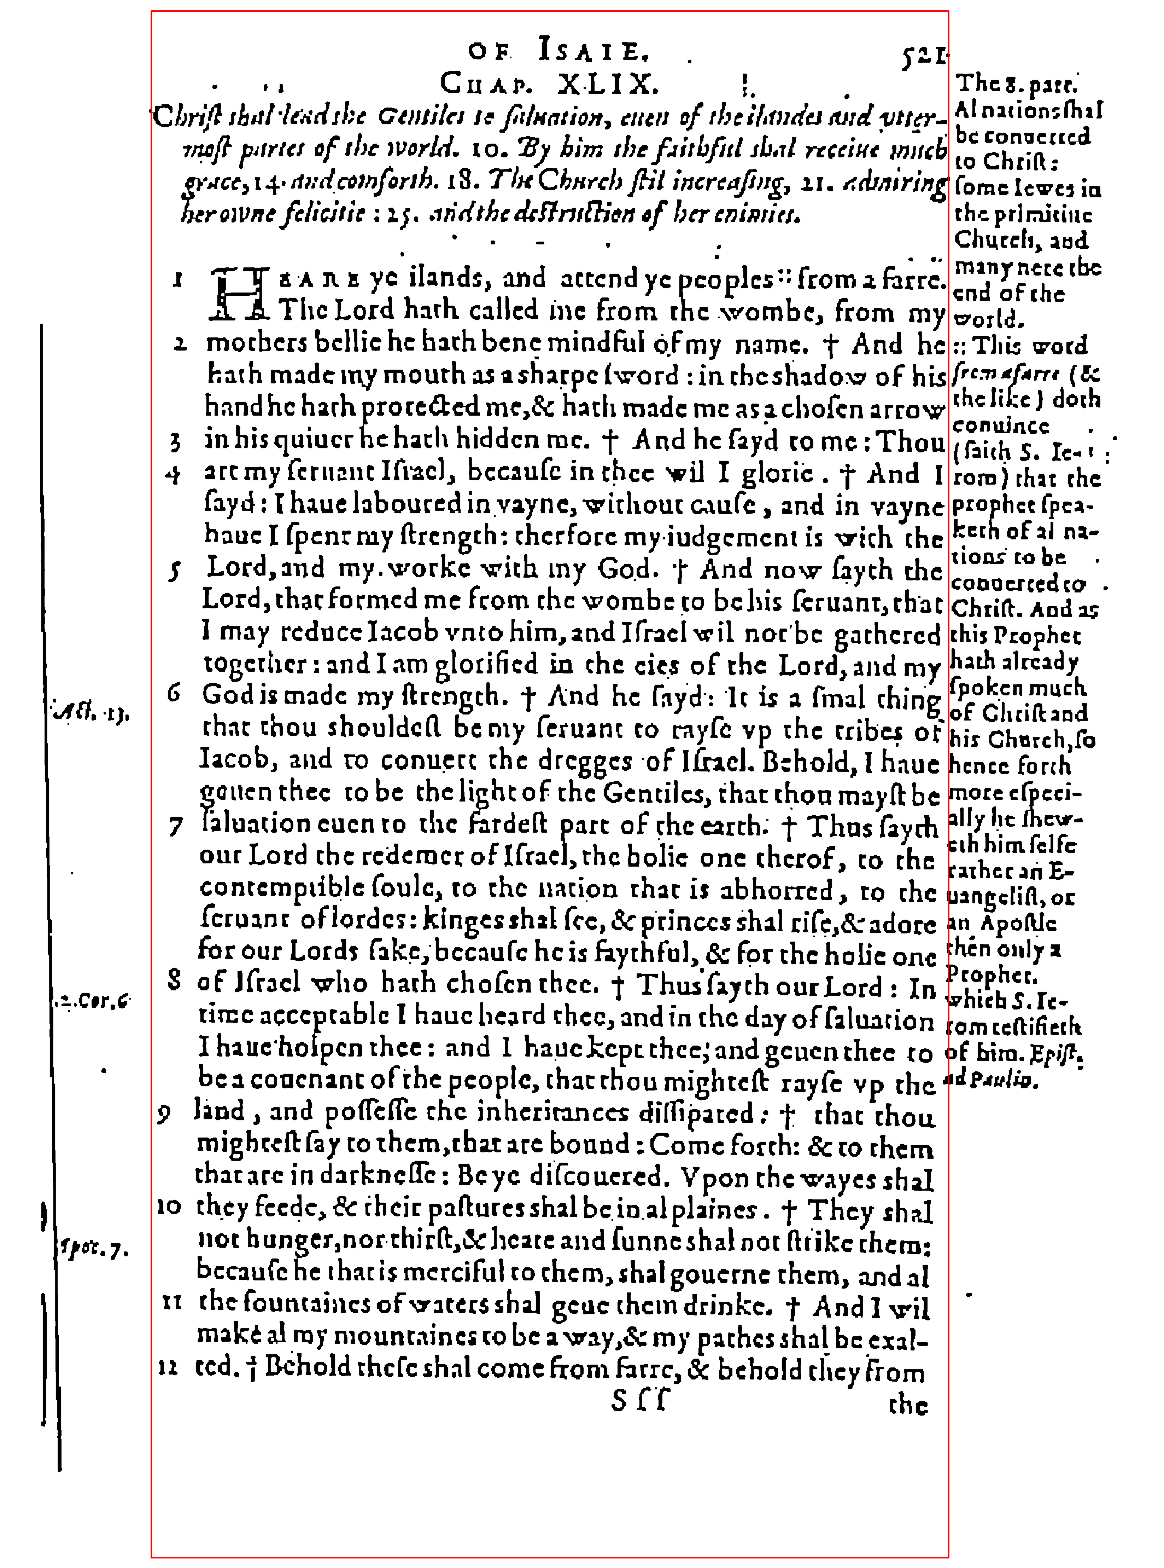 OF ISAIE. 521
CHAP. XLIX.
Chriſt shal lead the Gentiles to ſaluation, euen of the ilandes and vtter-
moſt partes of the world. 10. By him the faithful shal receiue much
grace, 14. and comforth. 18. The Church ſtil increaſing, 21. admiring
her owne felicitie : 25. and the deſtruction of her enimies.
1 HEARE ye ilands, and attend ye peoples :: from a farre.
The Lord hath called me from the wombe, from my
2 mothers bellie he hath bene mindful of my name. † And he
hath made my mouth as a sharpe ſword : in the shadow of his
hand he hath protected me, & hath made me as a choſen arrow
3 in his quiuer he hath hidden me. † And he ſayd to me : Thou
4 art my ſeruant Iſrael, becauſe in thee wil I glorie . † And I
ſayd : I haue laboured in vayne, without cauſe , and in vayne
haue I ſpent my ſtrength : therfore my iudgement is with the
5 Lord, and my worke with my God. † And now ſayth the
Lord, that formed me from the wombe to be his ſeruant, that
I may reduce Iacob vnto him, and Iſrael wil not be gathered
together : and I am glorified in the eies of the Lord, and my
6 God is made my ſtrength. † And he ſayd : It is a ſmal thing
that thou shouldeſt be my ſeruant to rayſe vp the tribes of
Iacob, and to conuert the dregges of Iſrael. Behold, I haue
geuen thee to be the light of the Gentiles, that thou mayſt be
7 ſaluation euen to the fardeſt part of the earth. † Thus ſayth
our Lord the redemer of Iſrael, the holie one therof, to the
contemptible ſoule, to the nation that is abhorred, to the
ſeruant of lordes : kinges shal ſee, & princes shal riſe, & adore
for our Lords ſake, becauſe he is faythful, & for the holie one
8 of Iſrael who hath choſen thee. † Thus ſayth our Lord : In
time acceptable I haue heard thee, and in the day of ſaluation
I haue holpen thee : and I haue kept thee, and geuen thee to
be a couenant of the people, that thou mighteſt rayſe vp the
9 land , and poſſeſſe the inheritances diſſipated : † that thou
mighteſt ſay to them, that are bound : Come forth : & to them
that are in darkneſſe : Be ye diſcouered. Vpon the wayes shal
10 they feede, & their paſtures shal be in al plaines . † They shal
not hunger, nor thirſt, & heate and ſunne shal not ſtrike them :
becauſe he that is merciful to them, shal gouerne them, and al
11 the fountaines of waters shal geue them drinke. † And I wil
make al my mountaines to be a way, & my pathes shal be exal-
12 ted. † Behold theſe shal come from farre, & behold they from
S ſ ſ the
The 8. part.
Al nations ſhal
be conuerted
to Chriſt :
ſome Iewes in
the primitiue
Church, and
many nere the
end of the
world.
:: This word
from a farre (&
the like) doth
conuince
(ſaith S. Ie-
rom) that the
prophet ſpea-
keth of al na-
tions to be
conuerted to
Chriſt. And as
this Prophet
hath already
ſpoken much
of Chriſt and
his Church, ſo
hence forth
more eſpeci-
ally he ſhew-
eth him ſelfe
rather an E-
uangeliſt, or
an Apoſtle
then only a
Prophet.
which S. Ie-
rom teſtifieth
of him. Epiſt.
ad Paulin.
Act. 13.
2. Cor. 6
Apoc. 7.